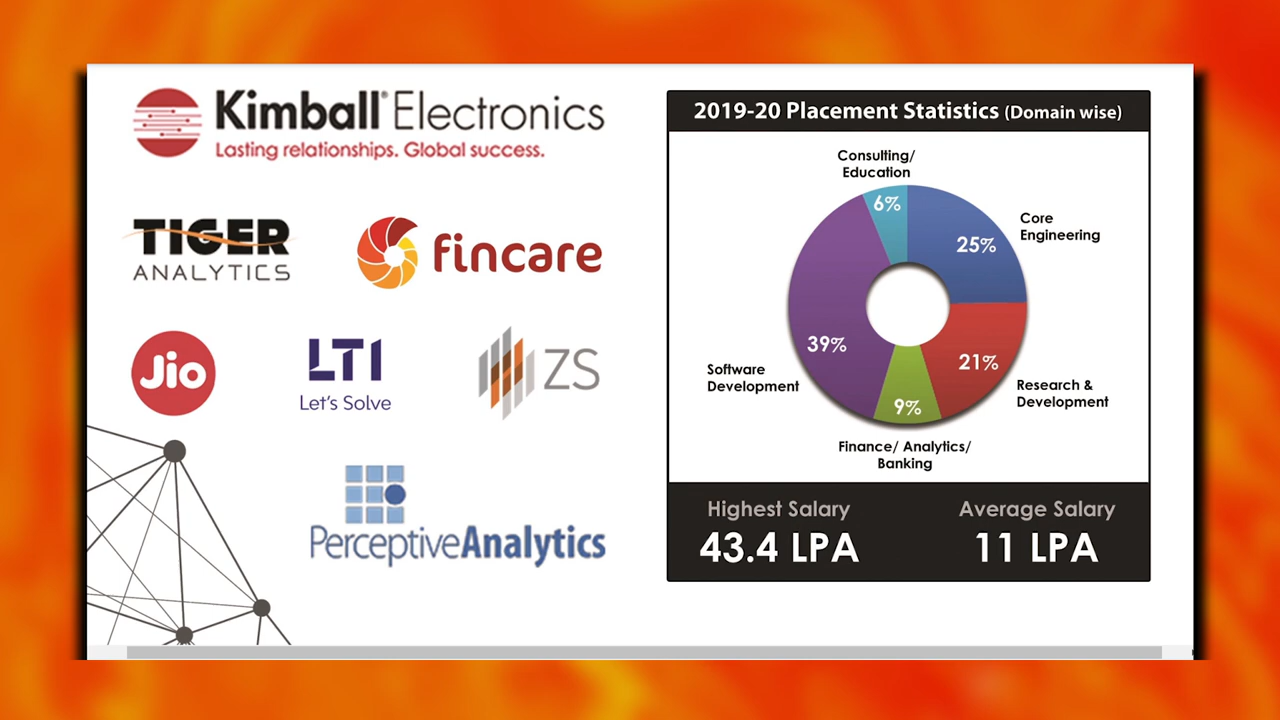 Kimball® Electronics
Lasting relationships. Global success.
TIGER
ANALYTICS
fincare
Jio
LTI
Let's Solve
ZS
PerceptiveAnalytics
2019-20 Placement Statistics (Domain wise)
Consulting/
Education
6%
Core
Engineering
25%
39%
Software
Development
21%
Research &
Development
9%
Finance/ Analytics/
Banking
Highest Salary
43.4 LPA
Average Salary
11 LPA